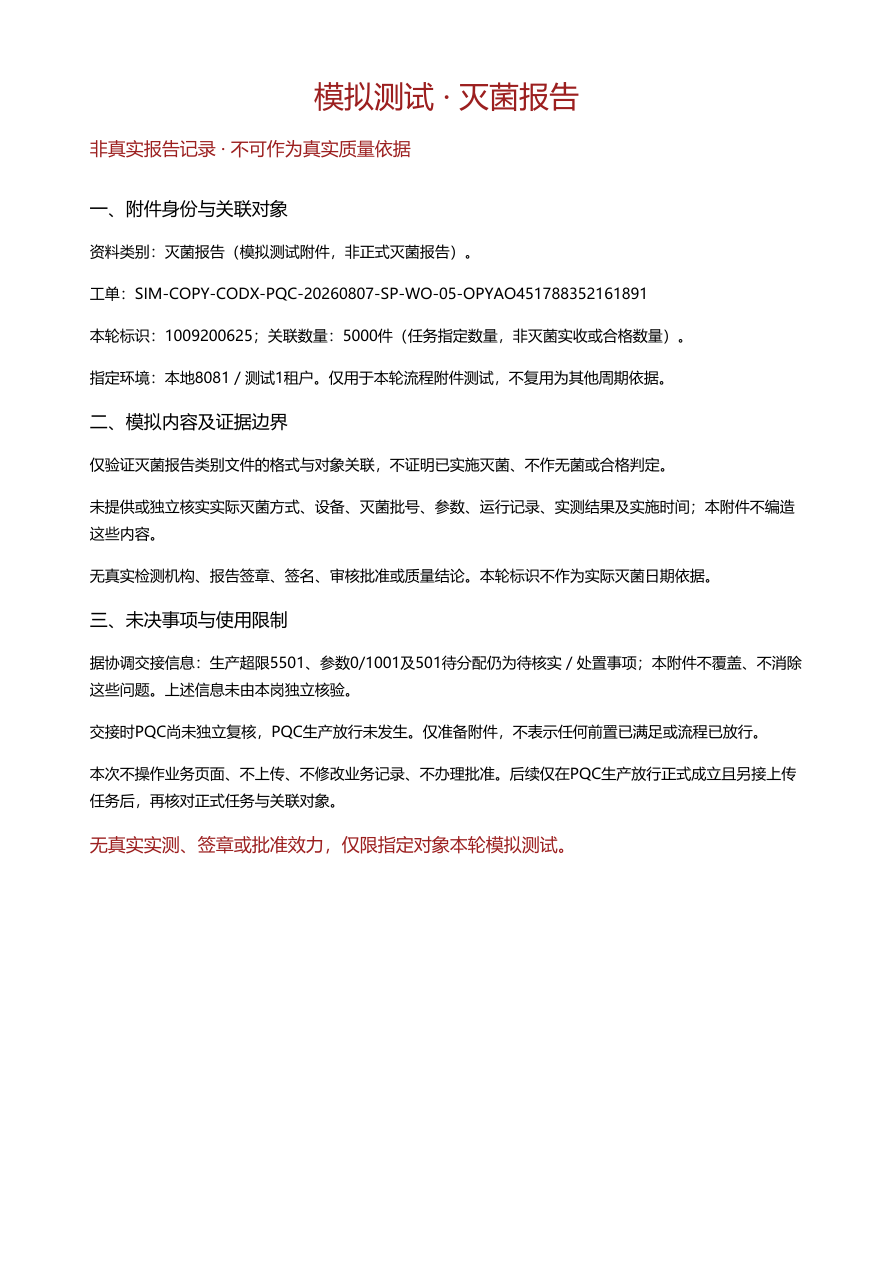 模拟测试 · 灭菌报告
非真实报告记录 · 不可作为真实质量依据
一、附件身份与关联对象
资料类别：灭菌报告（模拟测试附件，非正式灭菌报告）。
工单：SIM-COPY-CODX-PQC-20260807-SP-WO-05-OPYAO451788352161891
本轮标识：1009200625；关联数量：5000件（任务指定数量，非灭菌实收或合格数量）。
指定环境：本地8081 / 测试1租户。仅用于本轮流程附件测试，不复用为其他周期依据。
二、模拟内容及证据边界
仅验证灭菌报告类别文件的格式与对象关联，不证明已实施灭菌、不作无菌或合格判定。
未提供或独立核实实际灭菌方式、设备、灭菌批号、参数、运行记录、实测结果及实施时间；本附件不编造
这些内容。
无真实检测机构、报告签章、签名、审核批准或质量结论。本轮标识不作为实际灭菌日期依据。
三、未决事项与使用限制
据协调交接信息：生产超限5501、参数0/1001及501待分配仍为待核实 / 处置事项；本附件不覆盖、不消除
这些问题。上述信息未由本岗独立核验。
交接时PQC尚未独立复核，PQC生产放行未发生。仅准备附件，不表示任何前置已满足或流程已放行。
本次不操作业务页面、不上传、不修改业务记录、不办理批准。后续仅在PQC生产放行正式成立且另接上传
任务后，再核对正式任务与关联对象。
无真实实测、签章或批准效力，仅限指定对象本轮模拟测试。